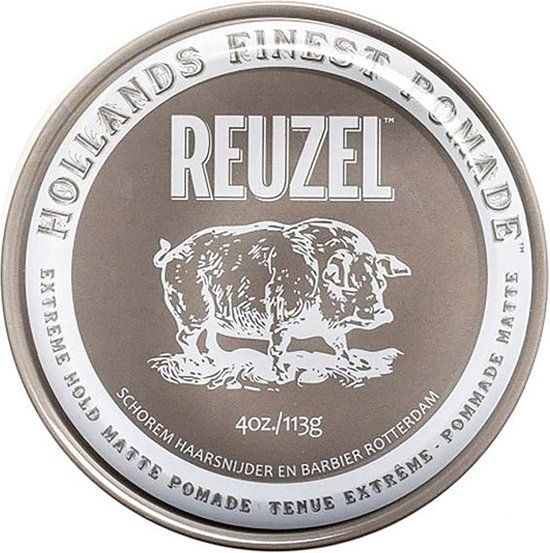 HOLLANDS FINEST POMADE™
REUZEL™
4oz./113g
SCHOREM HAARSNIJDER EN BARBIER ROTTERDAM
EXTREME HOLD MATTE POMADE TENUE EXTRÊME · POMMADE MATTE